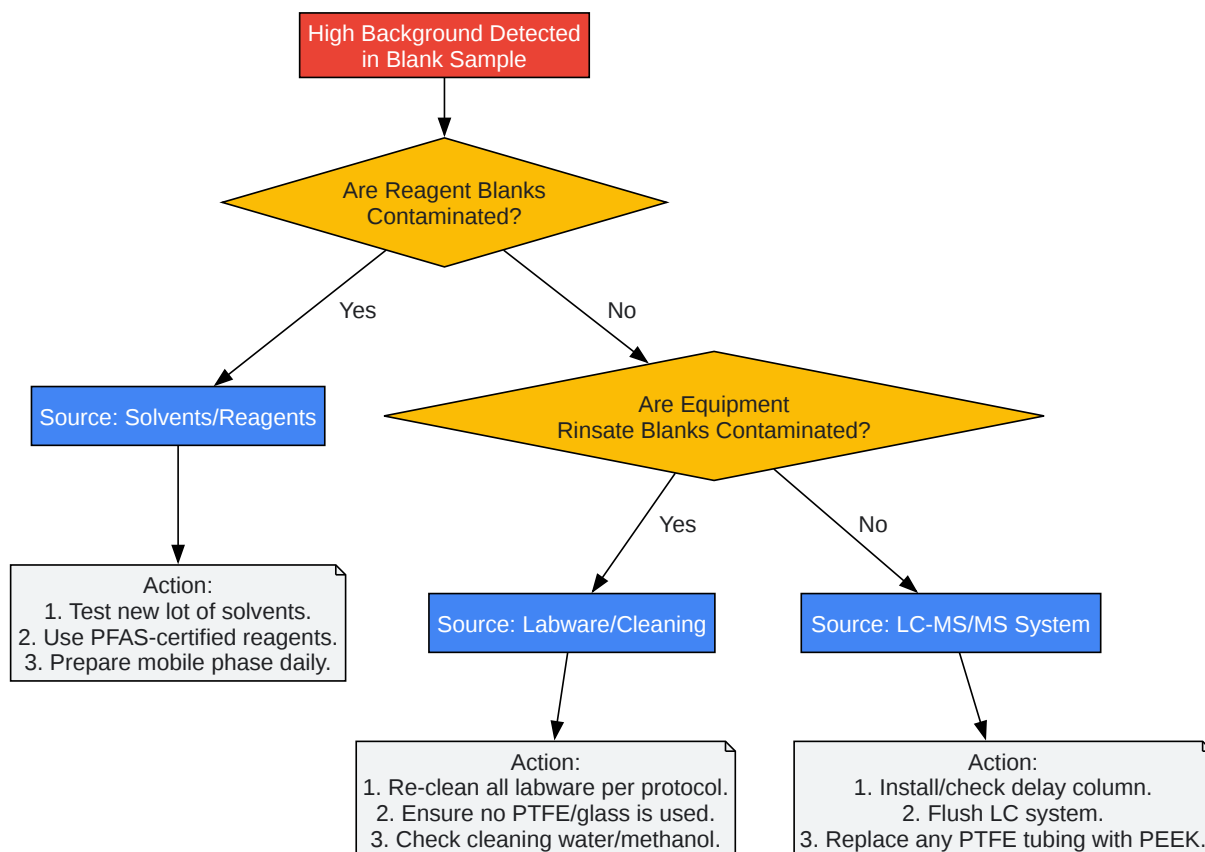 High Background Detected
in Blank Sample
Are Reagent Blanks
Contaminated?
Yes
No
Source: Solvents/Reagents
Are Equipment
Rinsate Blanks Contaminated?
Yes
No
Action:
1. Test new lot of solvents.
2. Use PFAS-certified reagents.
3. Prepare mobile phase daily.
Source: Labware/Cleaning
Source: LC-MS/MS System
Action:
1. Re-clean all labware per protocol.
2. Ensure no PTFE/glass is used.
3. Check cleaning water/methanol.
Action:
1. Install/check delay column.
2. Flush LC system.
3. Replace any PTFE tubing with PEEK.